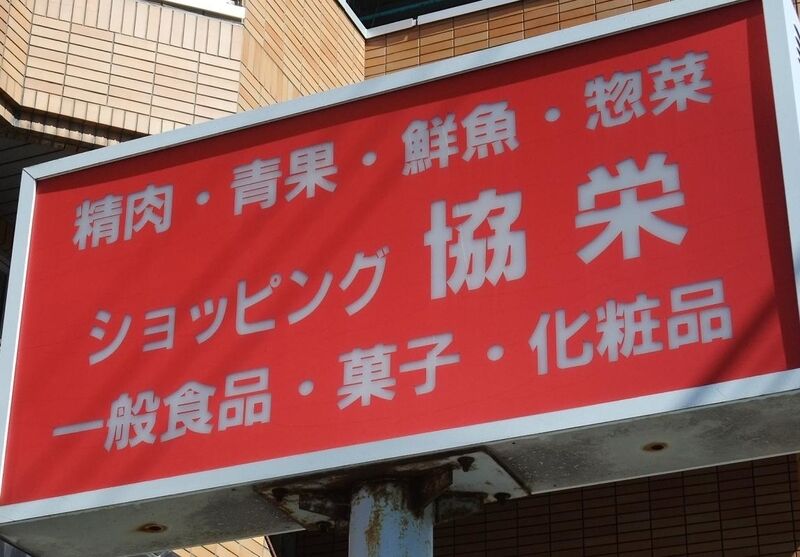 精肉・青果・鮮魚・惣菜
ショッピング 協栄
一般食品・菓子・化粧品